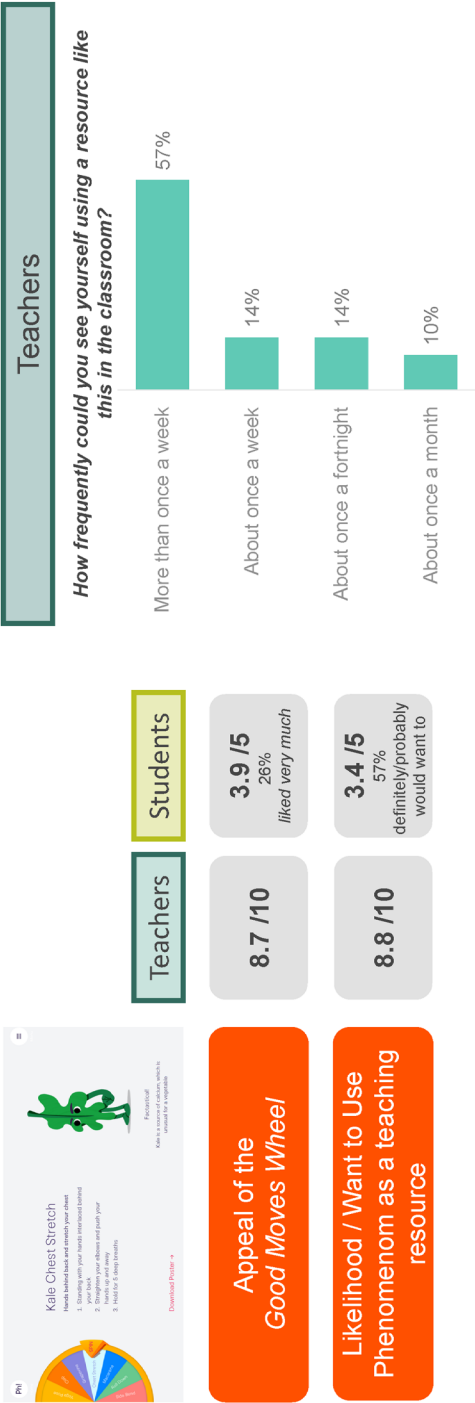 Ph!
Kale Chest Stretch
Hands behind back and stretch your chest
1. Standing with your hands interlaced behind
your back
2. Straighten your elbows and push your
hands up and away
3. Hold for 5 deep breaths
Download Poster →
Factastical!
Kale is a source of calcium, which is
unusual for a vegetable
Teachers
Students
Appeal of the
Good Moves Wheel
8.7 /10
3.9 /5
26%
liked very much
Likelihood / Want to Use
Phenomenom as a teaching
resource
8.8 /10
3.4 /5
57%
definitely/probably
would want to
Teachers
How frequently could you see yourself using a resource like
this in the classroom?
More than once a week
57%
About once a week
14%
About once a fortnight
14%
About once a month
10%